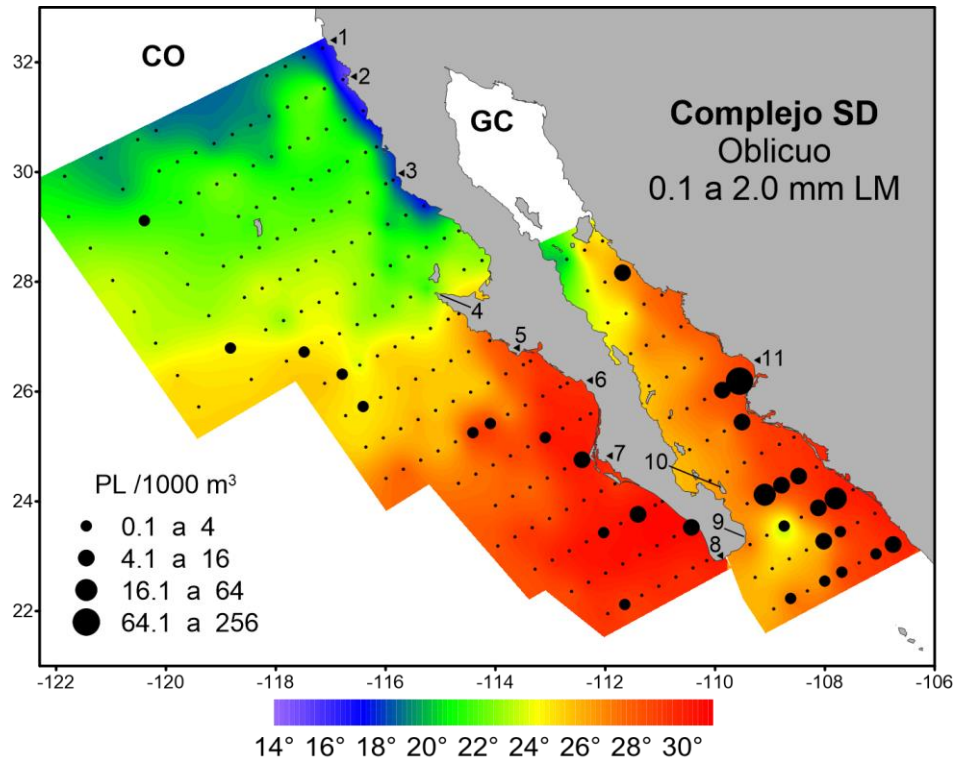 CO
GC
Complejo SD
Oblicuo
0.1 a 2.0 mm LM
1
2
3
4
5
6
7
8
9
10
11
PL /1000 m³
0.1 a 4
4.1 a 16
16.1 a 64
64.1 a 256
32
30
28
26
24
22
-122 -120 -118 -116 -114 -112 -110 -108 -106
14° 16° 18° 20° 22° 24° 26° 28° 30°